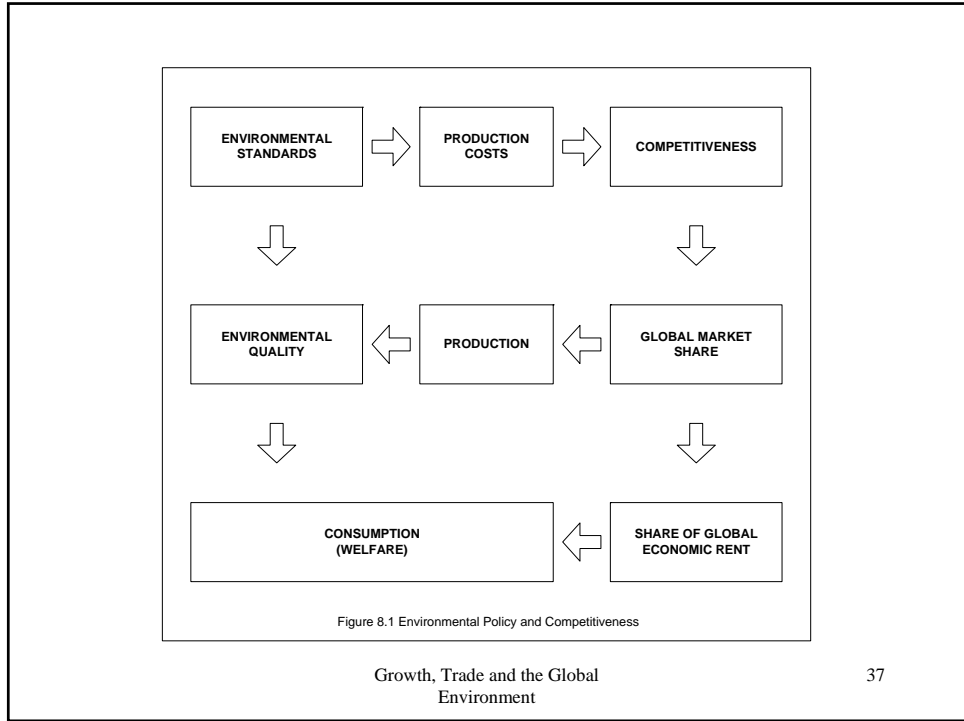 ENVIRONMENTAL
STANDARDS
PRODUCTION
COSTS
COMPETITIVENESS
ENVIRONMENTAL
QUALITY
PRODUCTION
GLOBAL MARKET
SHARE
CONSUMPTION
(WELFARE)
SHARE OF GLOBAL
ECONOMIC RENT
Figure 8.1 Environmental Policy and Competitiveness
Growth, Trade and the Global
Environment
37